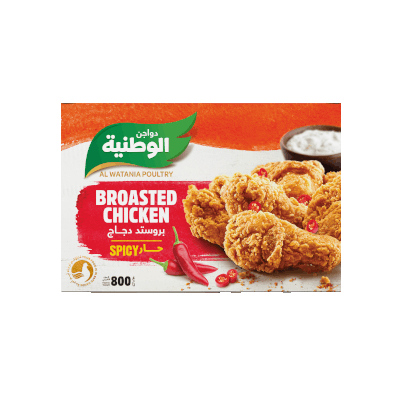 دواجن
الوطنية
AL WATANIA POULTRY
BROASTED
CHICKEN
بروستد دجاج
SPICY حار
800